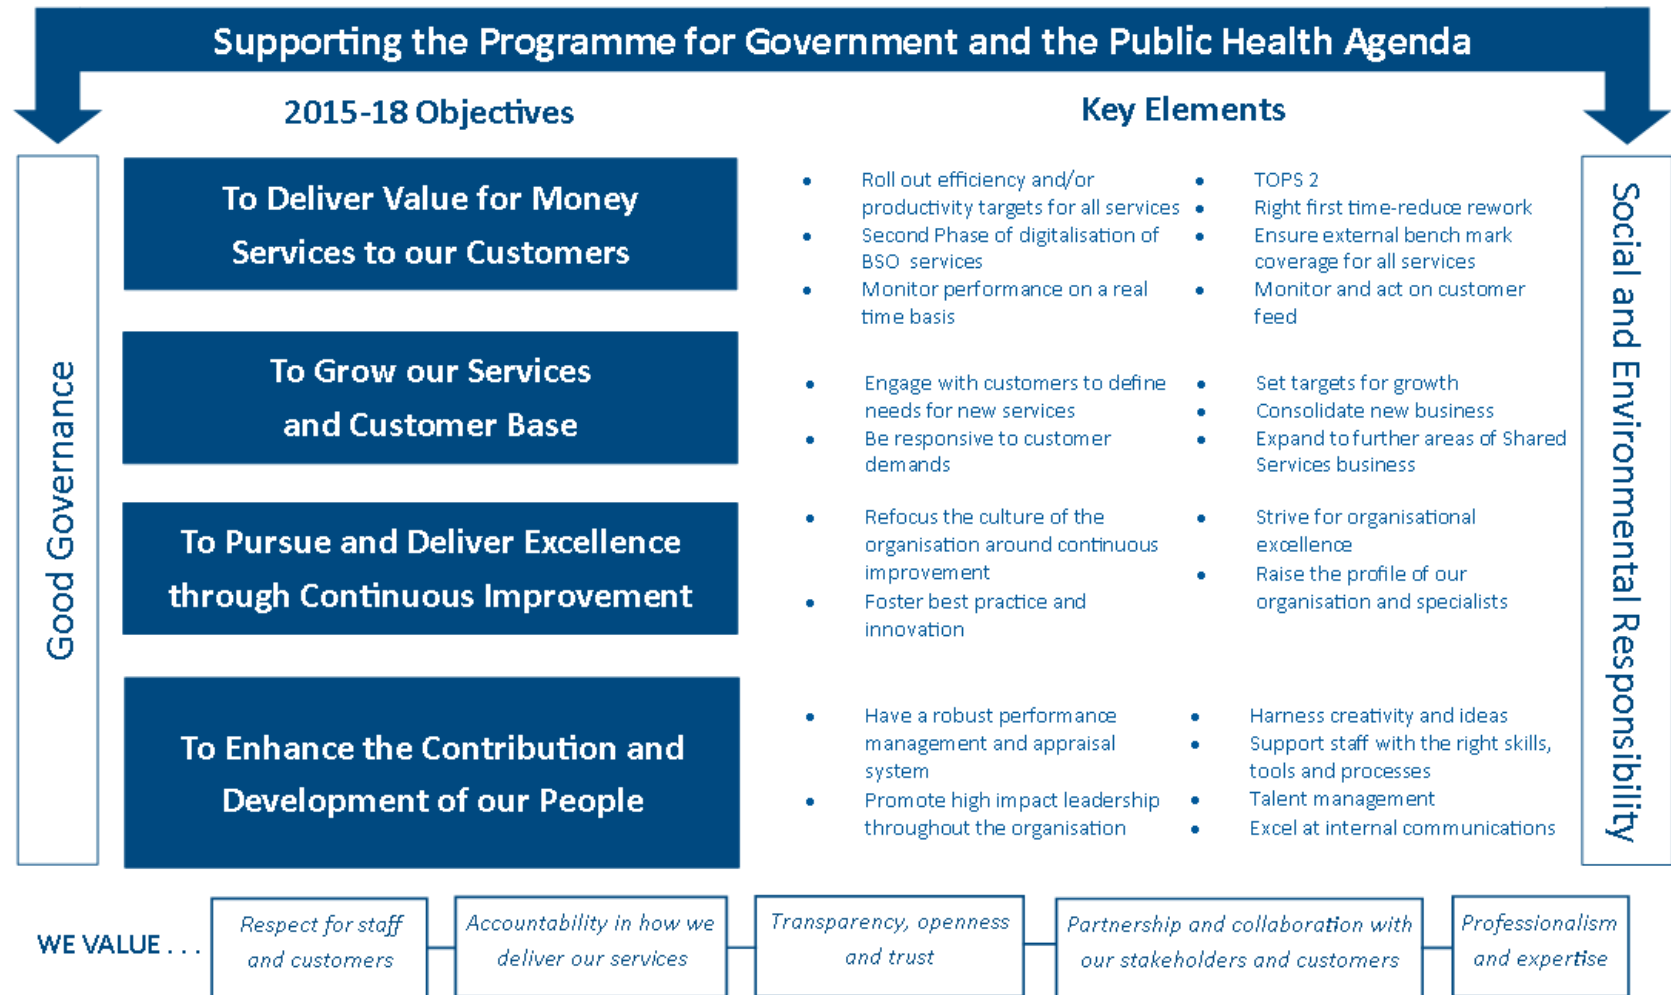 Supporting the Programme for Government and the Public Health Agenda
2015-18 Objectives
Key Elements
Good Governance
To Deliver Value for Money
Services to our Customers
• Roll out efficiency and/or
productivity targets for all services
• Second Phase of digitalisation of
BSO services
• Monitor performance on a real
time basis
• TOPS 2
• Right first time-reduce rework
• Ensure external bench mark
coverage for all services
• Monitor and act on customer
feed
To Grow our Services
and Customer Base
• Engage with customers to define
needs for new services
• Be responsive to customer
demands
• Set targets for growth
• Consolidate new business
• Expand to further areas of Shared
Services business
To Pursue and Deliver Excellence
through Continuous Improvement
• Refocus the culture of the
organisation around continuous
improvement
• Foster best practice and
innovation
• Strive for organisational
excellence
• Raise the profile of our
organisation and specialists
To Enhance the Contribution and
Development of our People
• Have a robust performance
management and appraisal
system
• Promote high impact leadership
throughout the organisation
• Harness creativity and ideas
• Support staff with the right skills,
tools and processes
• Talent management
• Excel at internal communications
Social and Environmental Responsibility
WE VALUE . . .
Respect for staff
and customers
Accountability in how we
deliver our services
Transparency, openness
and trust
Partnership and collaboration with
our stakeholders and customers
Professionalism
and expertise